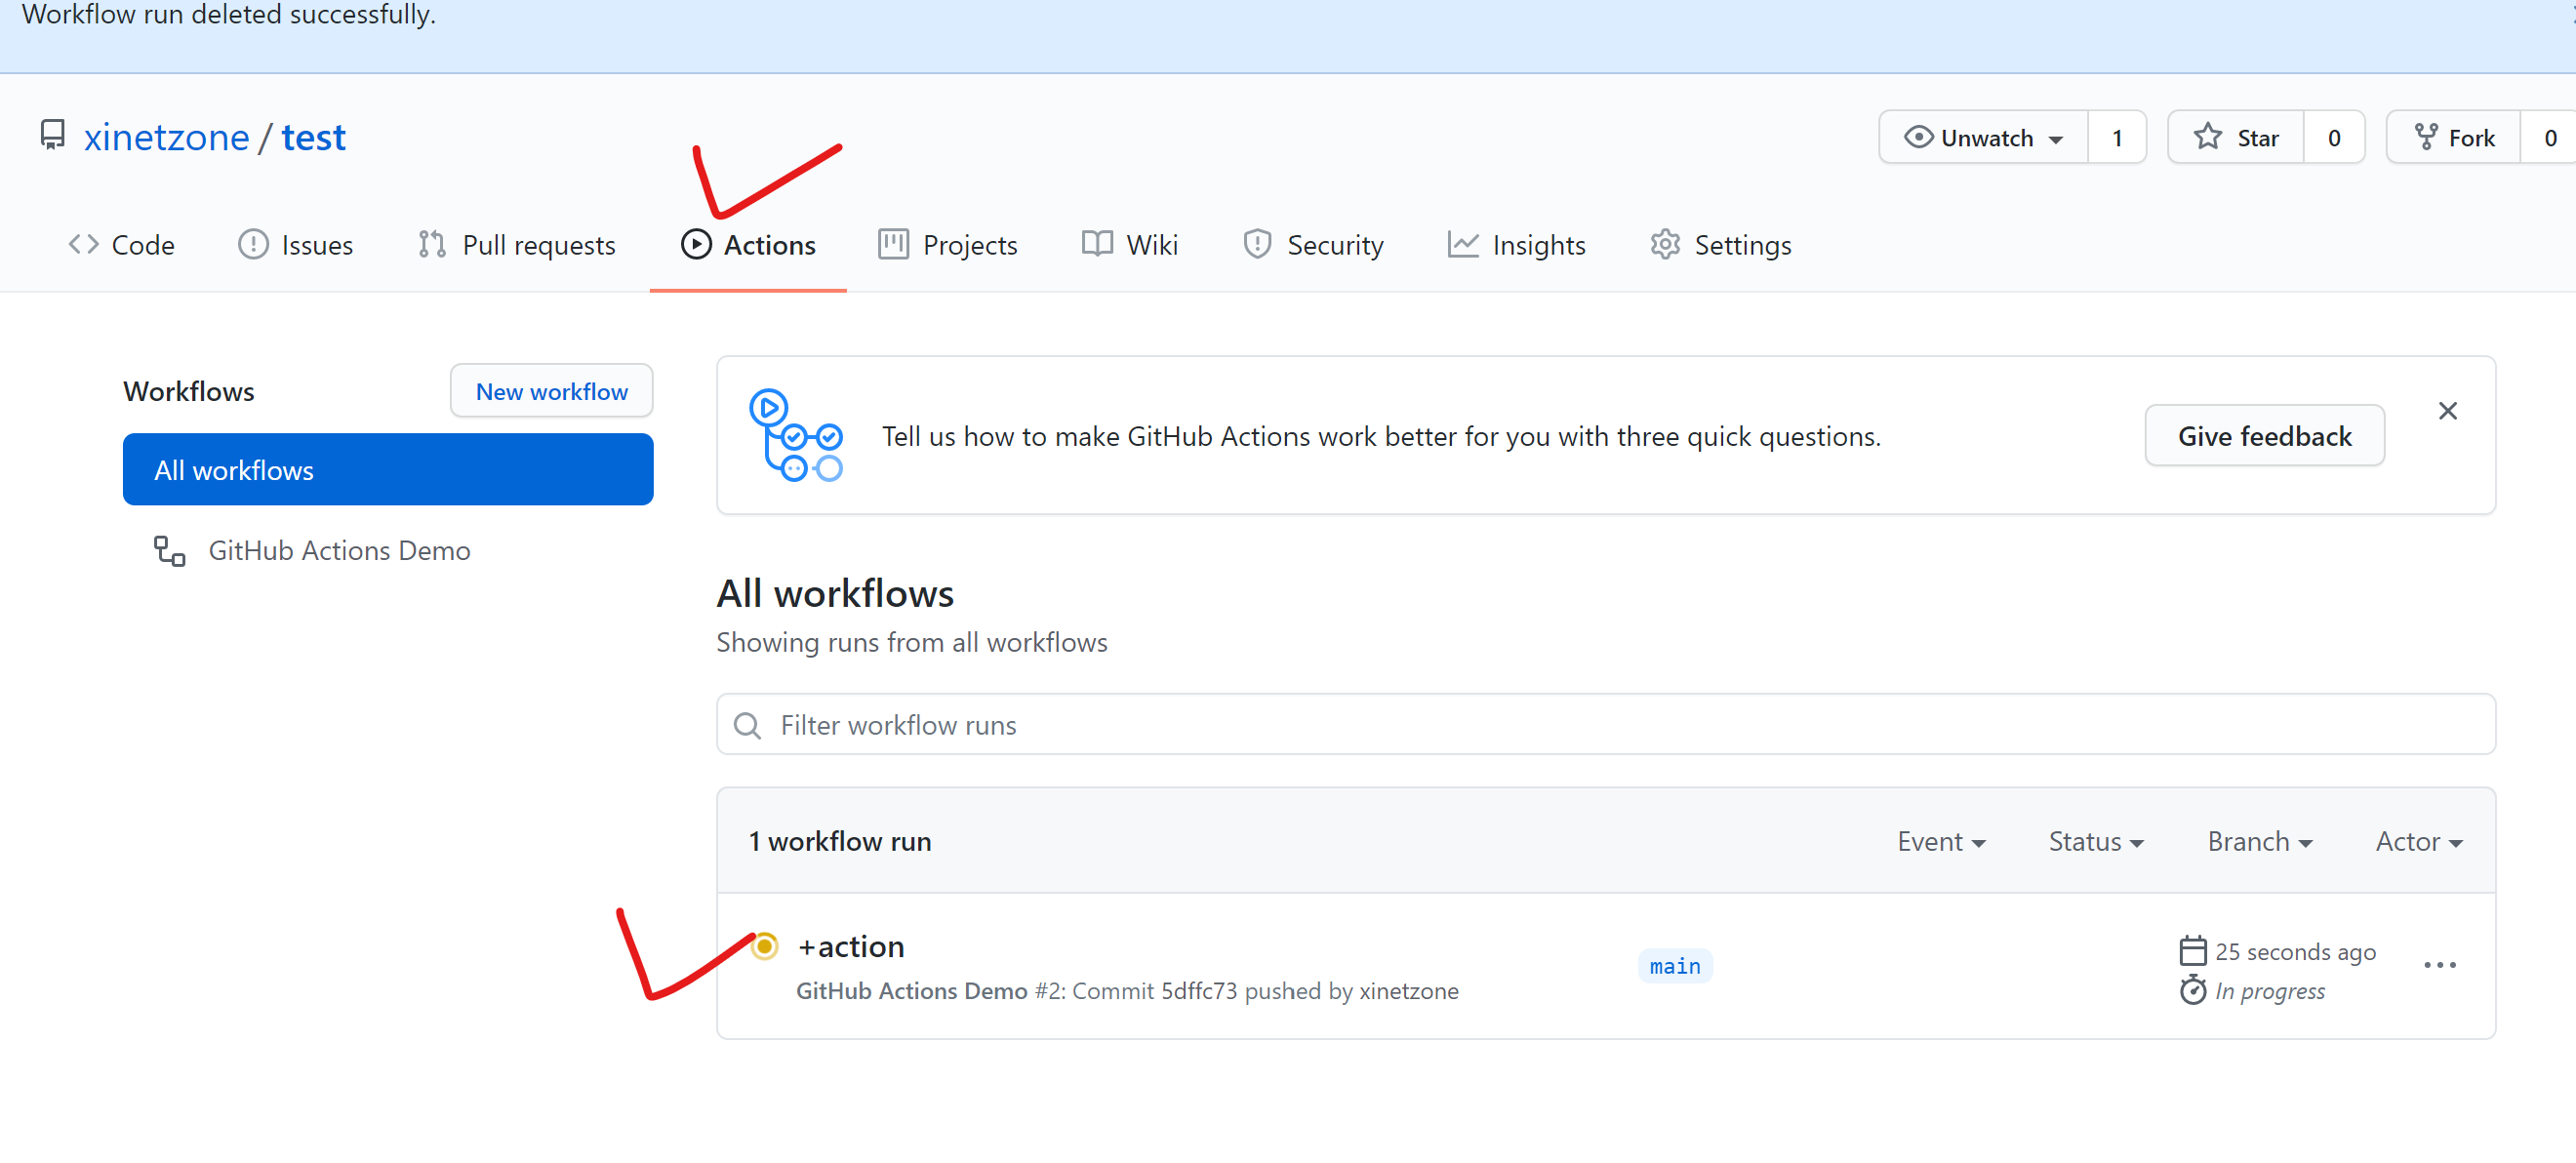 Workflow run deleted successfully.
xinetzone / test
Unwatch 1 Star 0 Fork 0
Code Issues Pull requests Actions Projects Wiki Security Insights Settings
Workflows New workflow
All workflows
GitHub Actions Demo
Tell us how to make GitHub Actions work better for you with three quick questions. Give feedback
All workflows
Showing runs from all workflows
Filter workflow runs
1 workflow run Event Status Branch Actor
+action
GitHub Actions Demo #2: Commit 5dffc73 pushed by xinetzone
main
25 seconds ago
In progress